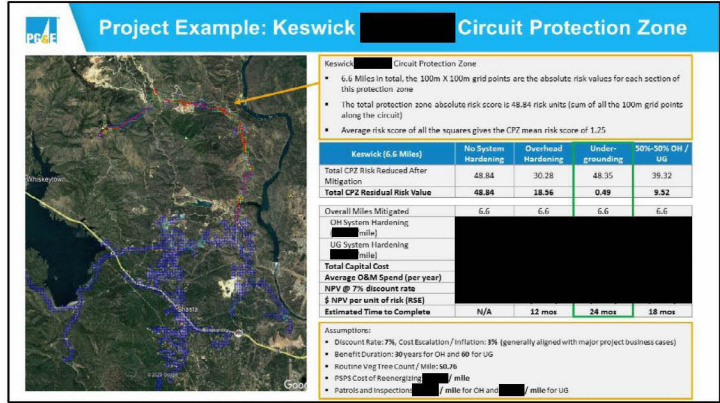 PG&E
Project Example: Keswick Circuit Protection Zone
Keswick Circuit Protection Zone
▪ 6.6 Miles in total, the 100m X 100m grid points are the absolute risk values for each section of
this protection zone
▪ The total protection zone absolute risk score is 48.84 risk units (sum of all the 100m grid points
along the circuit)
▪ Average risk score of all the squares gives the CPZ mean risk of 1.25
Keswick (6.6 Miles) No System Hardening Overhead Hardening Under-grounding 50%-50% OH / UG
Total CPZ Risk Reduced After Mitigation 48.84 30.28 48.35 39.32
Total CPZ Residual Risk Value 48.84 18.56 0.49 9.52
Overall Miles Mitigated 6.6 6.6 6.6 6.6
OH System Hardening
( mile)
UG System Hardening
mile)
Total Capital Cost
Average O&M Spend (per year)
NPV @ 7% discount rate
$ NPV per unit of risk (RSE)
Estimated Time to Complete N/A 12 mos 24 mos 18 mos
Assumptions:
▪ Discount Rate: 7%, Cost Escalation / Inflation: 3% (generally aligned with major project business cases)
▪ Benefit Duration: 30 years for OH and 60 for UG
▪ Routine Veg Tree Count / Mile: 50.76
▪ PSPS Cost of Reenergizing / mile
▪ Patrols and Inspections / mile for OH and / mile for UG
Whiskeytown
Shasta
Goo